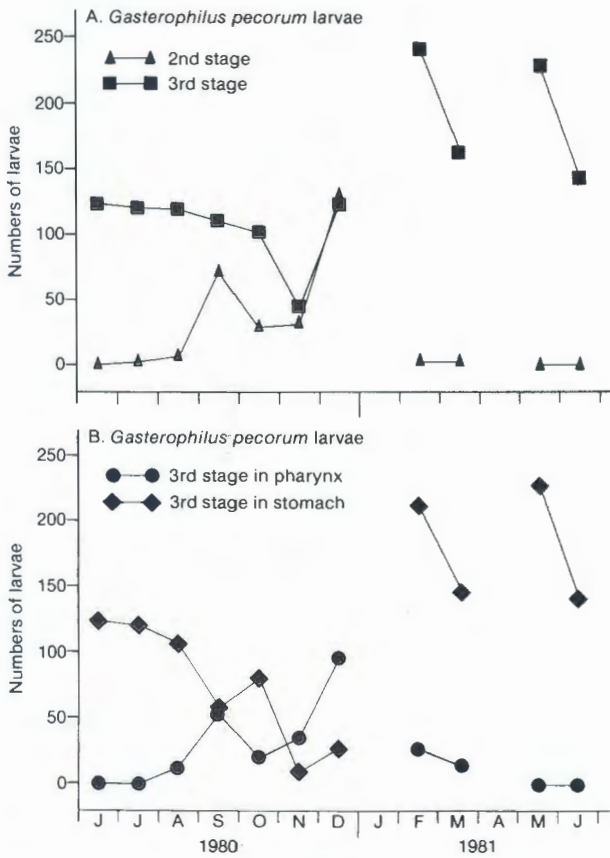 A. Gasterophilus pecorum larvae
2nd stage
3rd stage
Numbers of larvae
250
200
150
100
50
0
B. Gasterophilus pecorum larvae
3rd stage in pharynx
3rd stage in stomach
Numbers of larvae
250
200
150
100
50
0
J J A S O N D J F M A M J
1980 1981